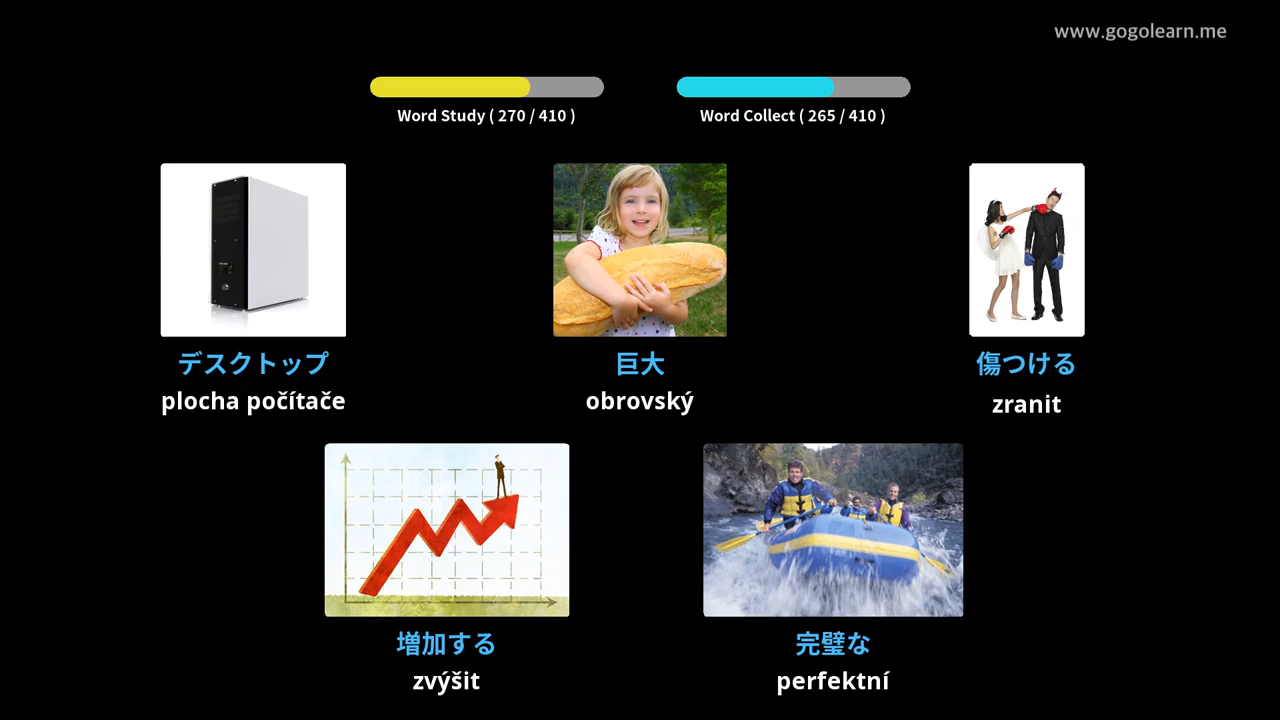 www.gogolearn.me
Word Study ( 270 / 410 )
Word Collect ( 265 / 410 )
デスクトップ
plocha počítače
巨大
obrovský
傷つける
zranit
増加する
zvýšit
完璧な
perfektní